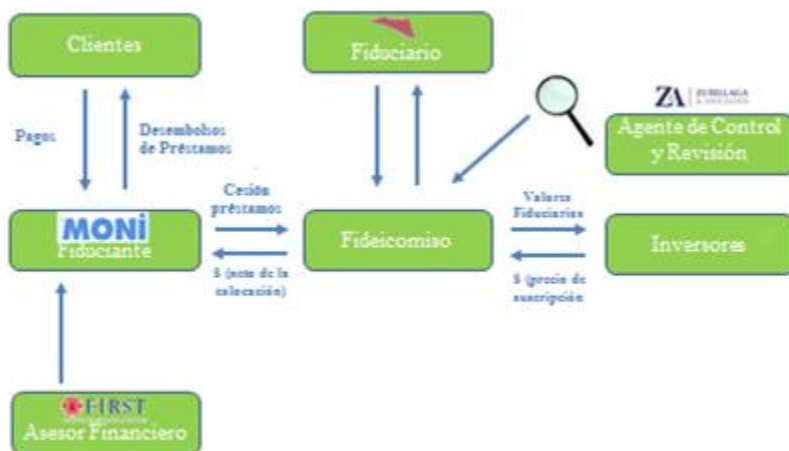 Clientes
Fiduciario
ZA
Agente de Control
y Revisión
Pagos
Desembolsos
de Préstamos
Cesión
préstamos
Valores
Fiduciarios
MONI
Fiduciante
Fideicomiso
Inversores
$ (neto de la
colocación)
$ (precio de
suscripción
FIRST
Asesor Financiero